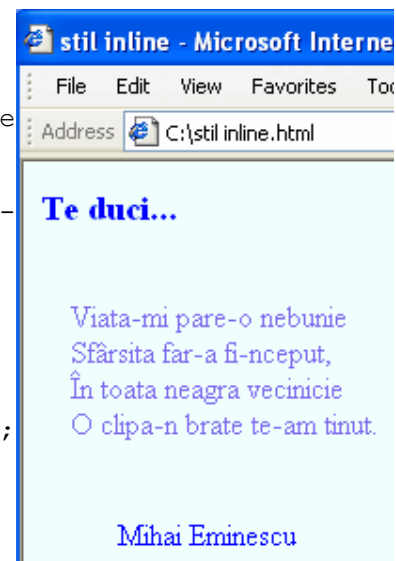 stil inline - Microsoft Interne
File Edit View Favorites Too
e
Address C:\stil inline.html
–
Te duci...
Viata-mi pare-o nebunie
Sfârsita far-a fi-nceput,
În toata neagra vecinicie
O clipa-n brate te-am tinut.
;
Mihai Eminescu